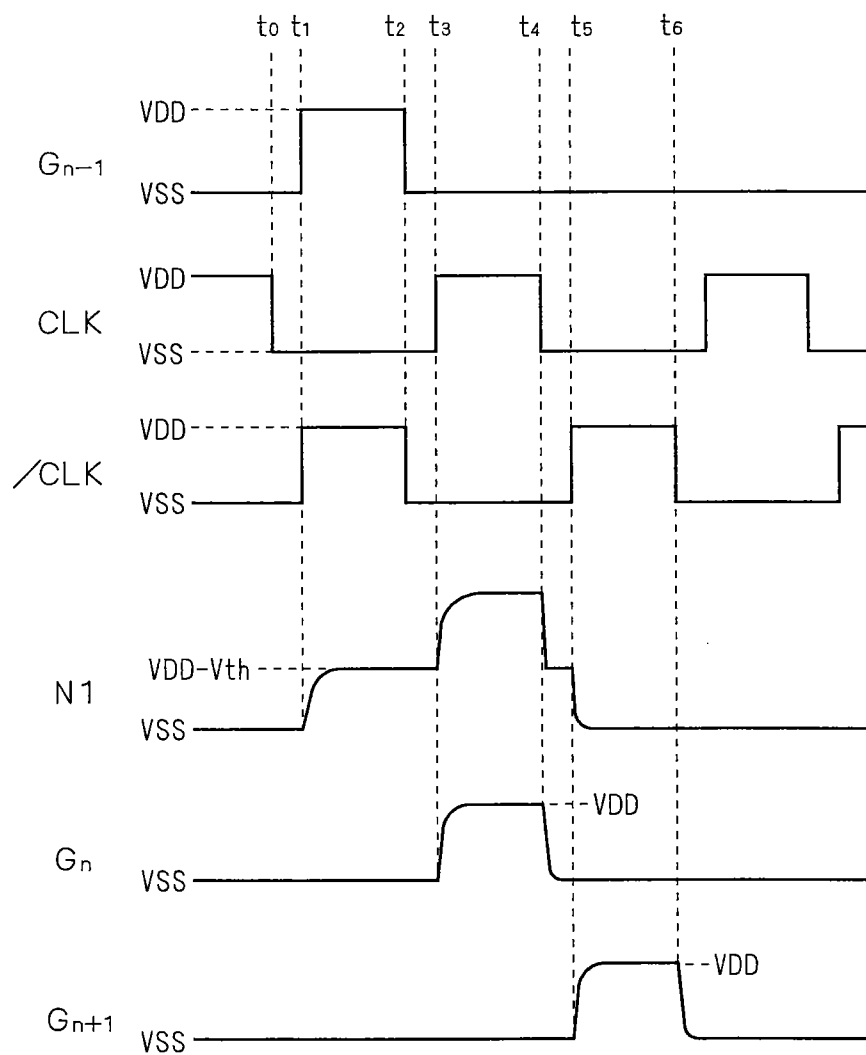 t0 t1 t2 t3 t4 t5 t6
VDD
Gn-1
VSS
VDD
CLK
VSS
VDD
/CLK
VSS
VDD-Vth
N1
VSS
VDD
Gn
VSS
VDD
Gn+1
VSS